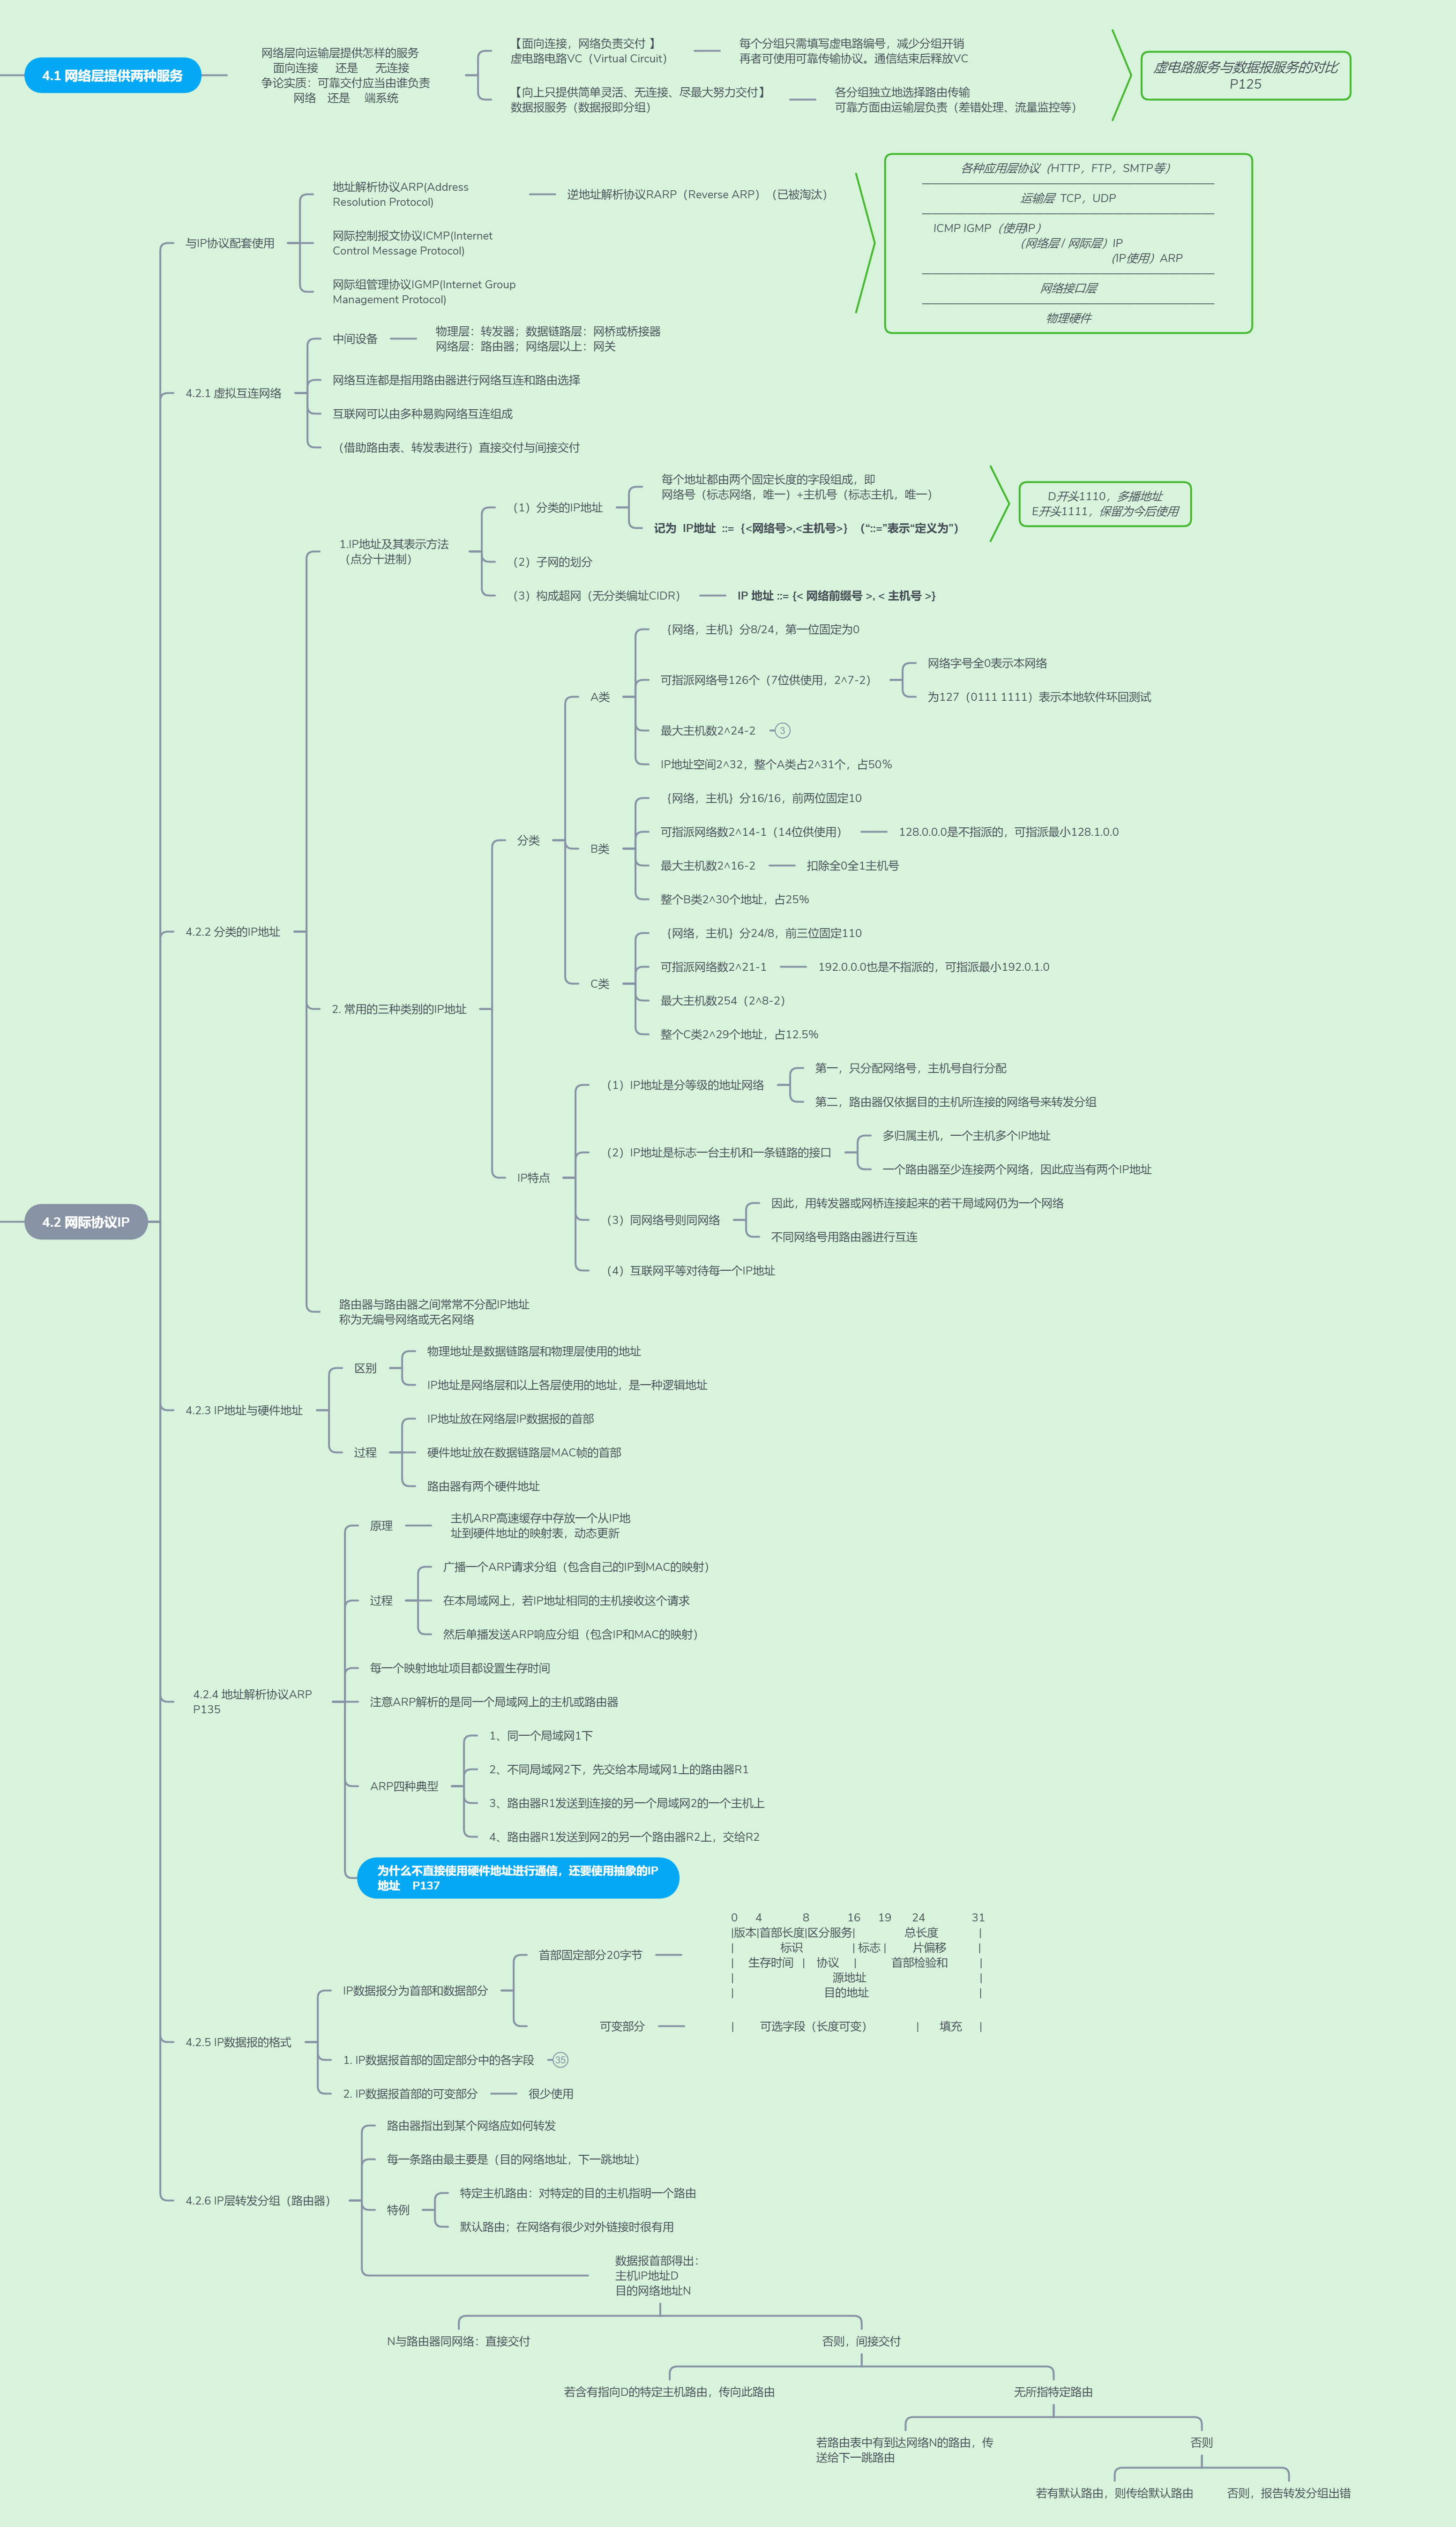 4.1 网络层提供两种服务
网络层向运输层提供怎样的服务
面向连接 还是 无连接
争论实质：可靠交付应当由谁负责
网络 还是 端系统
【面向连接，网络负责交付 】
虚电路电路VC（Virtual Circuit）
每个分组只需填写虚电路编号，减少分组开销
再者可使用可靠传输协议。通信结束后释放VC
【向上只提供简单灵活、无连接、尽最大努力交付】
数据报服务（数据报即分组）
各分组独立地选择路由传输
可靠方面由运输层负责（差错处理、流量监控等）
虚电路服务与数据报服务的对比
P125
4.2 网际协议IP
与IP协议配套使用
地址解析协议ARP(Address
Resolution Protocol)
逆地址解析协议RARP（Reverse ARP）（已被淘汰）
网际控制报文协议ICMP(Internet
Control Message Protocol)
网际组管理协议IGMP(Internet Group
Management Protocol)
各种应用层协议（HTTP，FTP，SMTP等）
运输层 TCP，UDP
ICMP IGMP（使用IP）
（网络层 / 网际层）IP
（IP使用）ARP
网络接口层
物理硬件
4.2.1 虚拟互连网络
中间设备
物理层：转发器；数据链路层：网桥或桥接器
网络层：路由器；网络层以上：网关
网络互连都是指用路由器进行网络互连和路由选择
互联网可以由多种易购网络互连组成
（借助路由表、转发表进行）直接交付与间接交付
4.2.2 分类的IP地址
1.IP地址及其表示方法
（点分十进制）
（1）分类的IP地址
每个地址都由两个固定长度的字段组成，即
网络号（标志网络，唯一）+主机号（标志主机，唯一）
记为 IP地址 ::=｛<网络号>,<主机号>｝（“::=”表示“定义为”）
D开头1110，多播地址
E开头1111，保留为今后使用
（2）子网的划分
（3）构成超网（无分类编址CIDR）
IP 地址 ::= {< 网络前缀号 >, < 主机号 >}
2. 常用的三种类别的IP地址
分类
A类
｛网络，主机｝分8/24，第一位固定为0
可指派网络号126个（7位供使用，2^7-2）
网络字号全0表示本网络
为127（0111 1111）表示本地软件环回测试
最大主机数2^24-2
3
IP地址空间2^32，整个A类占2^31个，占50%
B类
｛网络，主机｝分16/16，前两位固定10
可指派网络数2^14-1（14位供使用）
128.0.0.0是不指派的，可指派最小128.1.0.0
最大主机数2^16-2
扣除全0全1主机号
整个B类2^30个地址，占25%
C类
｛网络，主机｝分24/8，前三位固定110
可指派网络数2^21-1
192.0.0.0也是不指派的，可指派最小192.0.1.0
最大主机数254（2^8-2）
整个C类2^29个地址，占12.5%
IP特点
（1）IP地址是分等级的地址网络
第一，只分配网络号，主机号自行分配
第二，路由器仅依据目的主机所连接的网络号来转发分组
（2）IP地址是标志一台主机和一条链路的接口
多归属主机，一个主机多个IP地址
一个路由器至少连接两个网络，因此应当有两个IP地址
（3）同网络号则同网络
因此，用转发器或网桥连接起来的若干局域网仍为一个网络
不同网络号用路由器进行互连
（4）互联网平等对待每一个IP地址
路由器与路由器之间常常不分配IP地址
称为无编号网络或无名网络
4.2.3 IP地址与硬件地址
区别
物理地址是数据链路层和物理层使用的地址
IP地址是网络层和以上各层使用的地址，是一种逻辑地址
过程
IP地址放在网络层IP数据报的首部
硬件地址放在数据链路层MAC帧的首部
路由器有两个硬件地址
4.2.4 地址解析协议ARP
P135
原理
主机ARP高速缓存中存放一个从IP地
址到硬件地址的映射表，动态更新
过程
广播一个ARP请求分组（包含自己的IP到MAC的映射）
在本局域网上，若IP地址相同的主机接收这个请求
然后单播发送ARP响应分组（包含IP和MAC的映射）
每一个映射地址项目都设置生存时间
注意ARP解析的是同一个局域网上的主机或路由器
ARP四种典型
1、同一个局域网1下
2、不同局域网2下，先交给本局域网1上的路由器R1
3、路由器R1发送到连接的另一个局域网2的一个主机上
4、路由器R1发送到网2的另一个路由器R2上，交给R2
为什么不直接使用硬件地址进行通信，还要使用抽象的IP
地址 P137
4.2.5 IP数据报的格式
IP数据报分为首部和数据部分
首部固定部分20字节
0 4 8 16 19 24 31
|版本|首部长度|区分服务| 总长度 |
| 标识 | 标志 | 片偏移 |
| 生存时间 | 协议 | 首部检验和 |
| 源地址 |
| 目的地址 |
可变部分
| 可选字段（长度可变） | 填充 |
1. IP数据报首部的固定部分中的各字段
35
2. IP数据报首部的可变部分
很少使用
4.2.6 IP层转发分组（路由器）
路由器指出到某个网络应如何转发
每一条路由最主要是（目的网络地址，下一跳地址）
特例
特定主机路由：对特定的目的主机指明一个路由
默认路由；在网络有很少对外链接时很有用
数据报首部得出：
主机IP地址D
目的网络地址N
N与路由器同网络：直接交付
否则，间接交付
若含有指向D的特定主机路由，传向此路由
无所指特定路由
若路由表中有到达网络N的路由，传
送给下一跳路由
否则
若有默认路由，则传给默认路由
否则，报告转发分组出错